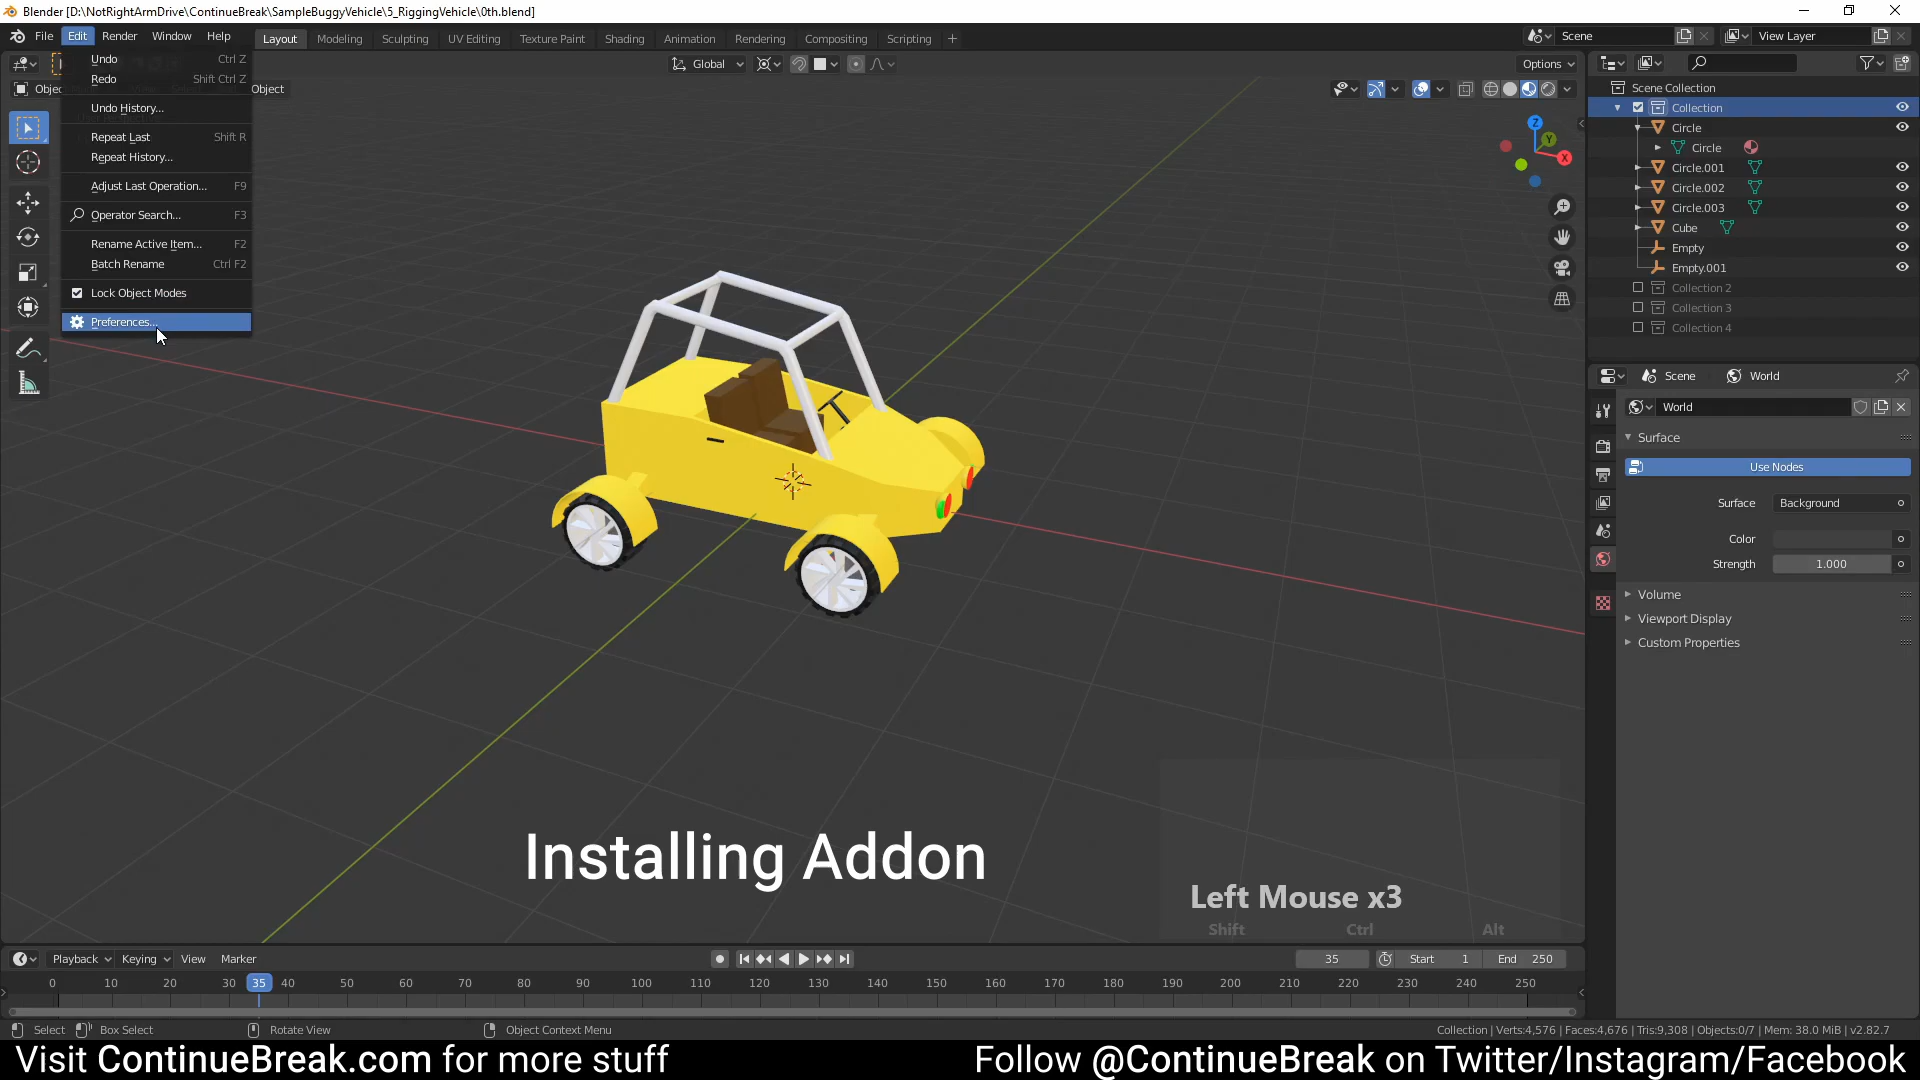 Blender [D:\NotRightArmDrive\ContinueBreak\SampleBuggyVehicle\5_RiggingVehicle\0th.blend]
File Edit Render Window Help Layout Modeling Sculpting UV Editing Texture Paint Shading Animation Rendering Compositing Scripting + Scene View Layer
Global Options
Object
Undo Ctrl Z
Redo Shift Ctrl Z
Undo History...
Repeat Last Shift R
Repeat History...
Adjust Last Operation... F9
Operator Search... F3
Rename Active Item... F2
Batch Rename Ctrl F2
Lock Object Modes
Preferences...
Z
Y
X
Scene Collection
Collection
Circle
Circle
Circle.001
Circle.002
Circle.003
Cube
Empty
Empty.001
Collection 2
Collection 3
Collection 4
Scene World
World
Surface
Use Nodes
Surface Background
Color
Strength 1.000
Volume
Viewport Display
Custom Properties
Installing Addon
Left Mouse x3
Shift Ctrl Alt
Playback Keying View Marker 35 Start 1 End 250
0 10 20 30 35 40 50 60 70 80 90 100 110 120 130 140 150 160 170 180 190 200 210 220 230 240 250
Select Box Select Rotate View Object Context Menu Collection | Verts:4,576 | Faces:4,676 | Tris:9,308 | Objects:0/7 | Mem: 38.0 MiB | v2.82.7
Visit ContinueBreak.com for more stuff Follow @ContinueBreak on Twitter/Instagram/Facebook